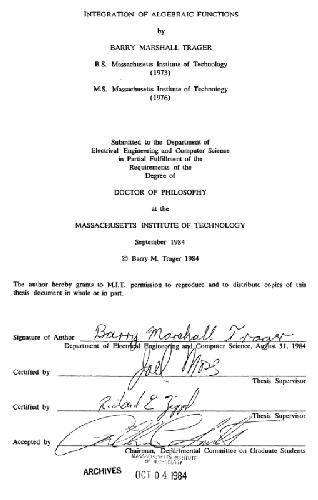 INTEGRATION OF ALGEBRAIC FUNCTIONS
by
BARRY MARSHALL TRAGER
B.S. Massachusetts Institute of Technology
(1973)
M.S. Massachusetts Institute of Technology
(1976)
Submitted to the Department of
Electrical Engineering and Computer Science
in Partial Fulfillment of the
Requirements of the
Degree of
DOCTOR OF PHILOSOPHY
at the
MASSACHUSETTS INSTITUTE OF TECHNOLOGY
September 1984
© Barry M. Trager 1984
The author hereby grants to M.I.T. permission to reproduce and to distribute copies of this
thesis document in whole or in part.
Signature of Author Barry Marshall Trager
Department of Electrical Engineering and Computer Science, August 31, 1984
Certified by Joel Moses
Thesis Supervisor
Certified by Richard E Zippel
Thesis Supervisor
Accepted by
Chairman, Departmental Committee on Graduate Students
MASSACHUSETTS INSTITUTE
OF TECHNOLOGY
ARCHIVES OCT 04 1984